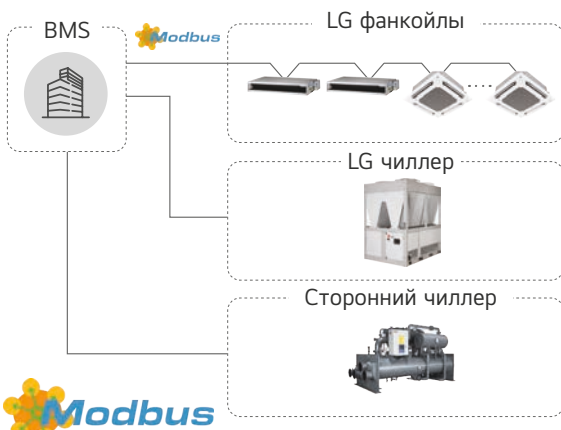 BMS
Modbus
LG фанкойлы
LG чиллер
Сторонний чиллер
Modbus